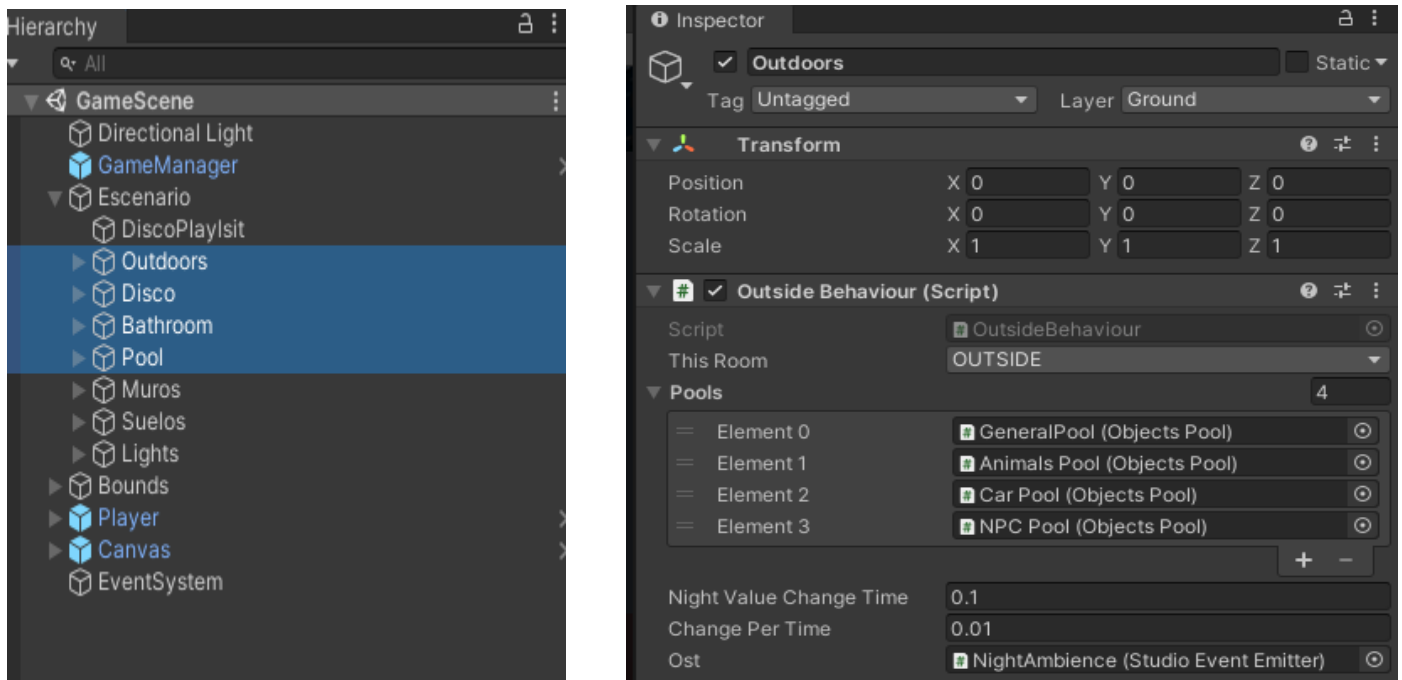 Hierarchy
All
GameScene
Directional Light
GameManager
Escenario
DiscoPlaylsit
Outdoors
Disco
Bathroom
Pool
Muros
Suelos
Lights
Bounds
Player
Canvas
EventSystem
Inspector
Outdoors Static
Tag Untagged Layer Ground
Transform
Position X 0 Y 0 Z 0
Rotation X 0 Y 0 Z 0
Scale X 1 Y 1 Z 1
# Outside Behaviour (Script)
Script # OutsideBehaviour
This Room OUTSIDE
Pools 4
Element 0 # GeneralPool (Objects Pool)
Element 1 # Animals Pool (Objects Pool)
Element 2 # Car Pool (Objects Pool)
Element 3 # NPC Pool (Objects Pool)
+ −
Night Value Change Time 0.1
Change Per Time 0.01
Ost # NightAmbience (Studio Event Emitter)